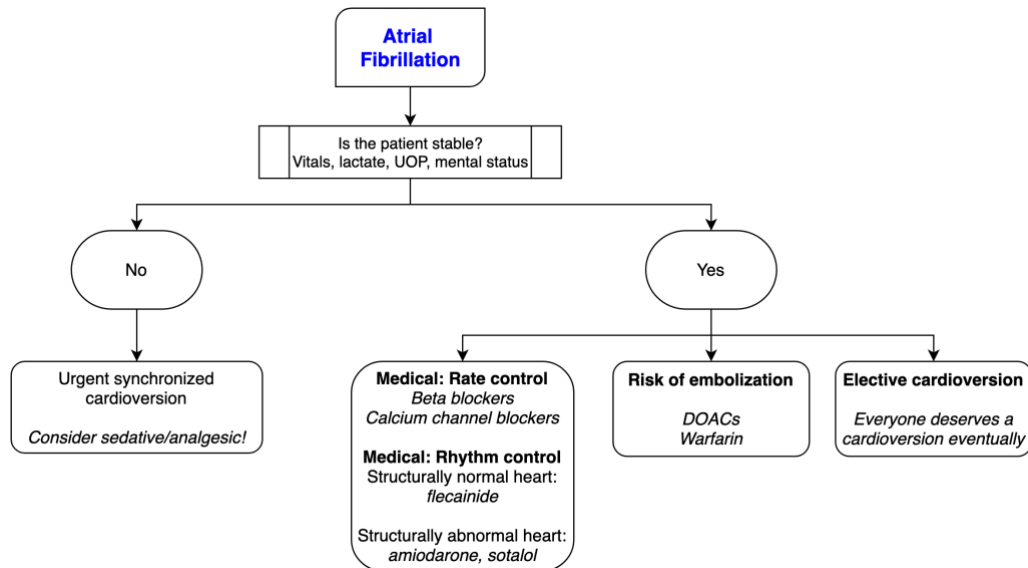 Atrial
Fibrillation
Is the patient stable?
Vitals, lactate, UOP, mental status
No
Yes
Urgent synchronized
cardioversion
Consider sedative/analgesic!
Medical: Rate control
Beta blockers
Calcium channel blockers
Medical: Rhythm control
Structurally normal heart:
flecainide
Structurally abnormal heart:
amiodarone, sotalol
Risk of embolization
DOACs
Warfarin
Elective cardioversion
Everyone deserves a
cardioversion eventually